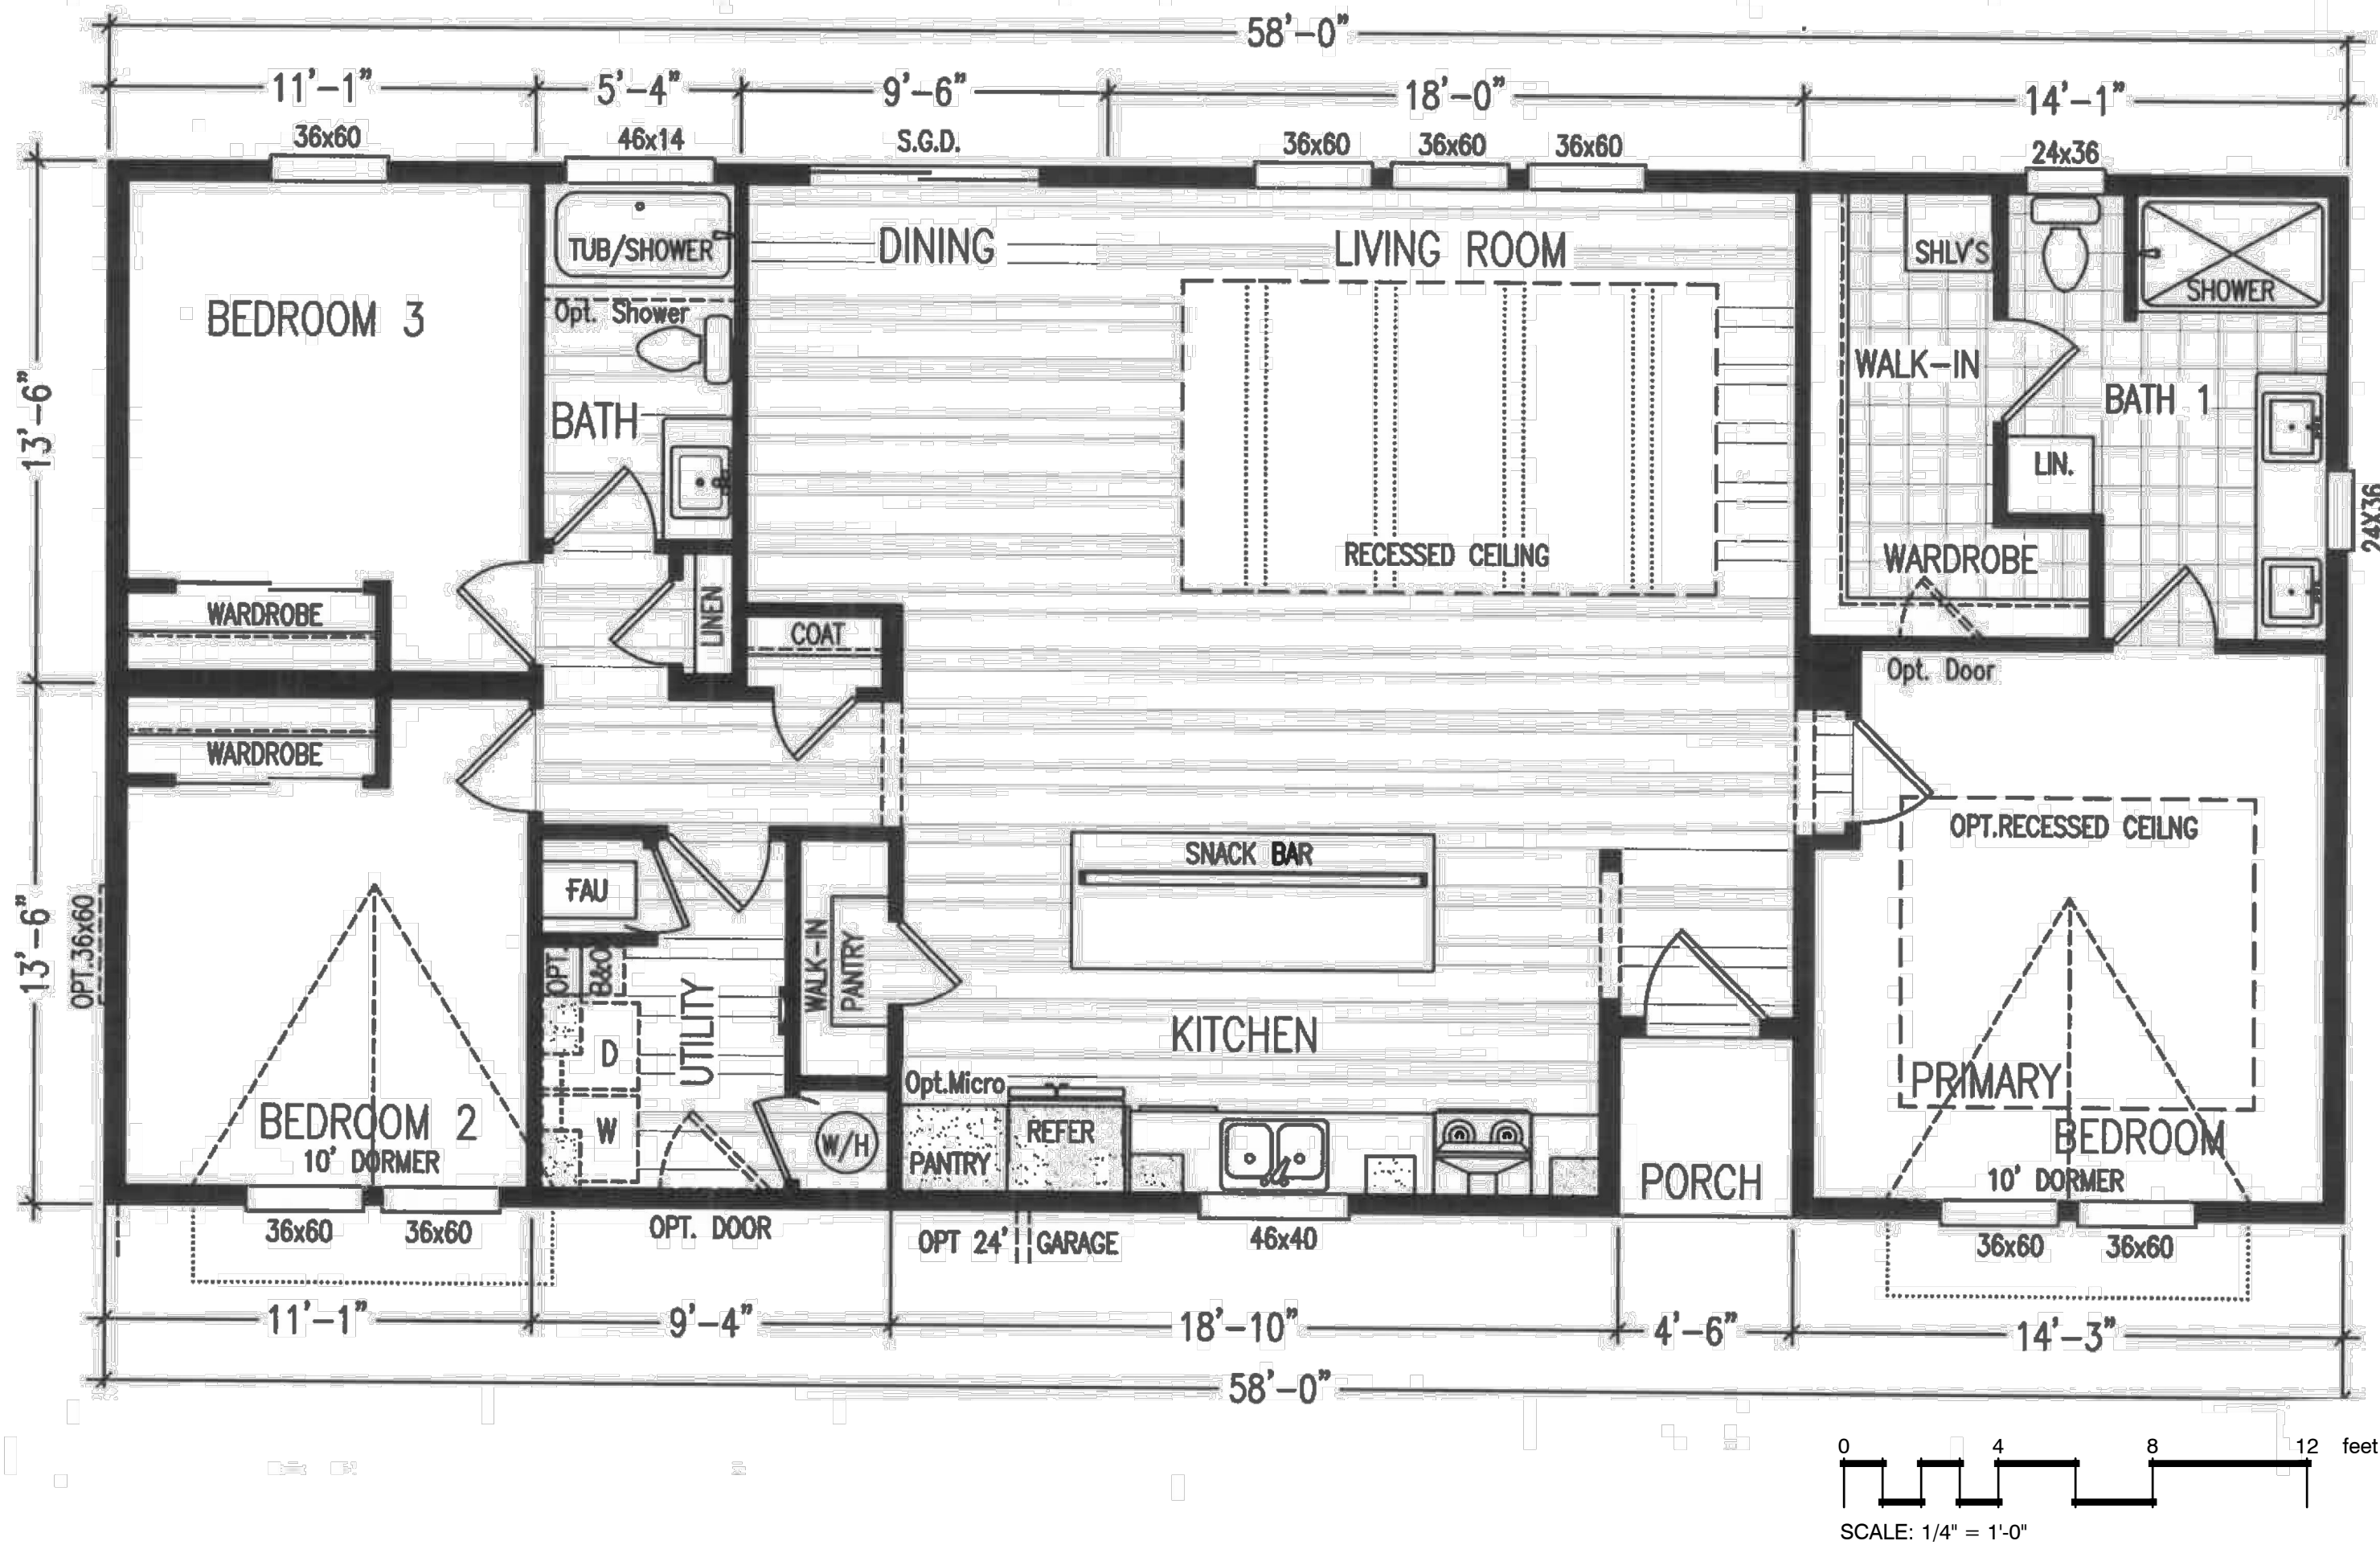 58'-0"
11'-1" 5'-4" 9'-6" 18'-0" 14'-1"
36x60 46x14 S.G.D. 36x60 36x60 36x60 24x36
TUB/SHOWER
DINING
LIVING ROOM
SHLV'S
SHOWER
BEDROOM 3
Opt. Shower
13'-6"
BATH
WALK-IN
BATH 1
LIN.
24X36
RECESSED CEILING
WARDROBE
WARDROBE
LINEN
COAT
Opt. Door
WARDROBE
SNACK BAR
OPT.RECESSED CEILNG
FAU
13'-6"
OPT.36x60
OPT.
B&O
WALK-IN
PANTRY
D
UTILITY
KITCHEN
Opt.Micro
PRIMARY
BEDROOM
BEDROOM 2
10' DORMER
W
W/H
PANTRY
REFER
PORCH
10' DORMER
36x60 36x60
OPT. DOOR
OPT 24' GARAGE
46x40
36x60 36x60
11'-1" 9'-4" 18'-10" 4'-6" 14'-3"
58'-0"
0 4 8 12 feet
SCALE: 1/4" = 1'-0"